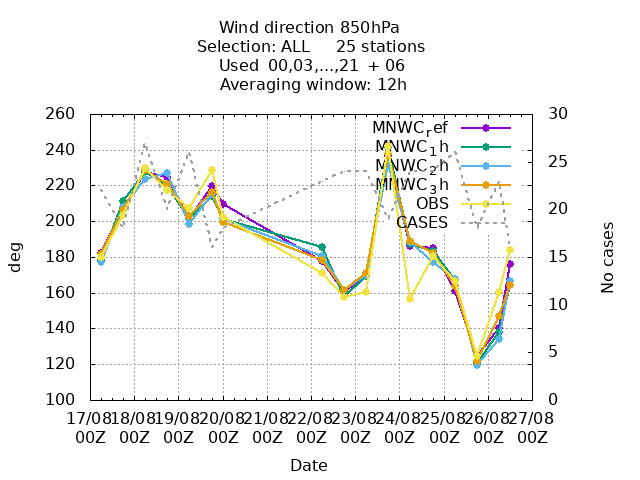 Wind direction 850hPa
Selection: ALL 25 stations
Used 00,03,...,21 + 06
Averaging window: 12h
260
240
220
200
180
160
140
120
100
deg
30
25
20
15
10
5
0
No cases
MNWC_ref
MNWC_1h
MNWC_2h
MNWC_3h
OBS
CASES
17/08 18/08 19/08 20/08 21/08 22/08 23/08 24/08 25/08 26/08 27/08
00Z 00Z 00Z 00Z 00Z 00Z 00Z 00Z 00Z 00Z 00Z
Date